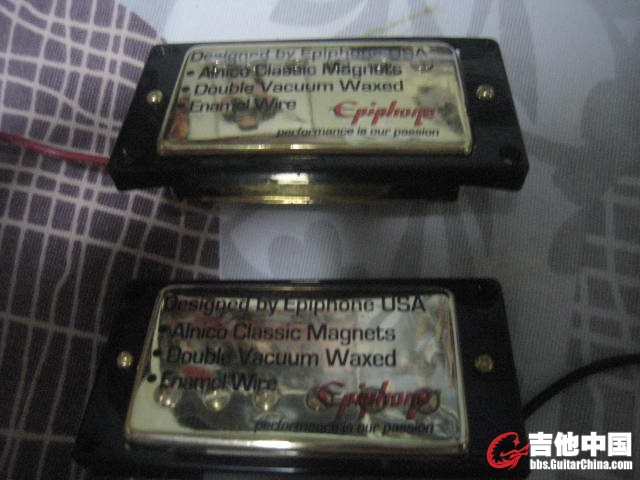 Designed by Epiphone USA
• Alnico Classic Magnets
• Double Vacuum Waxed
• Enamel Wire
Epiphone
performance is our passion
Designed by Epiphone USA
• Alnico Classic Magnets
• Double Vacuum Waxed
• Enamel Wire
Epiphone
performance is our passion
吉他中国
bbs.GuitarChina.com